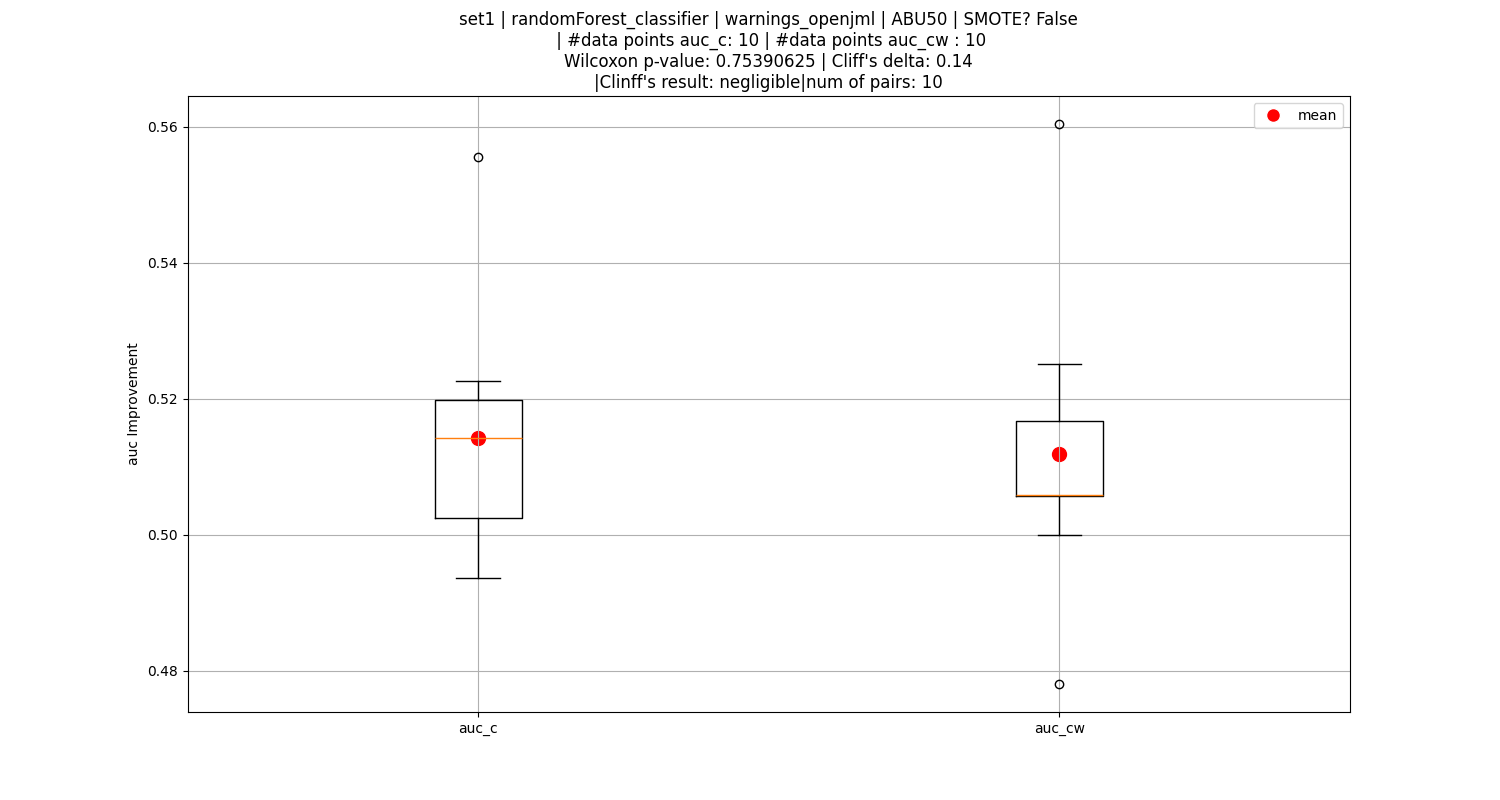 set1 | randomForest_classifier | warnings_openjml | ABU50 | SMOTE? False
| #data points auc_c: 10 | #data points auc_cw : 10
Wilcoxon p-value: 0.75390625 | Cliff's delta: 0.14
|Clinff's result: negligible|num of pairs: 10
mean
0.56
0.54
0.52
0.50
0.48
auc Improvement
auc_c
auc_cw